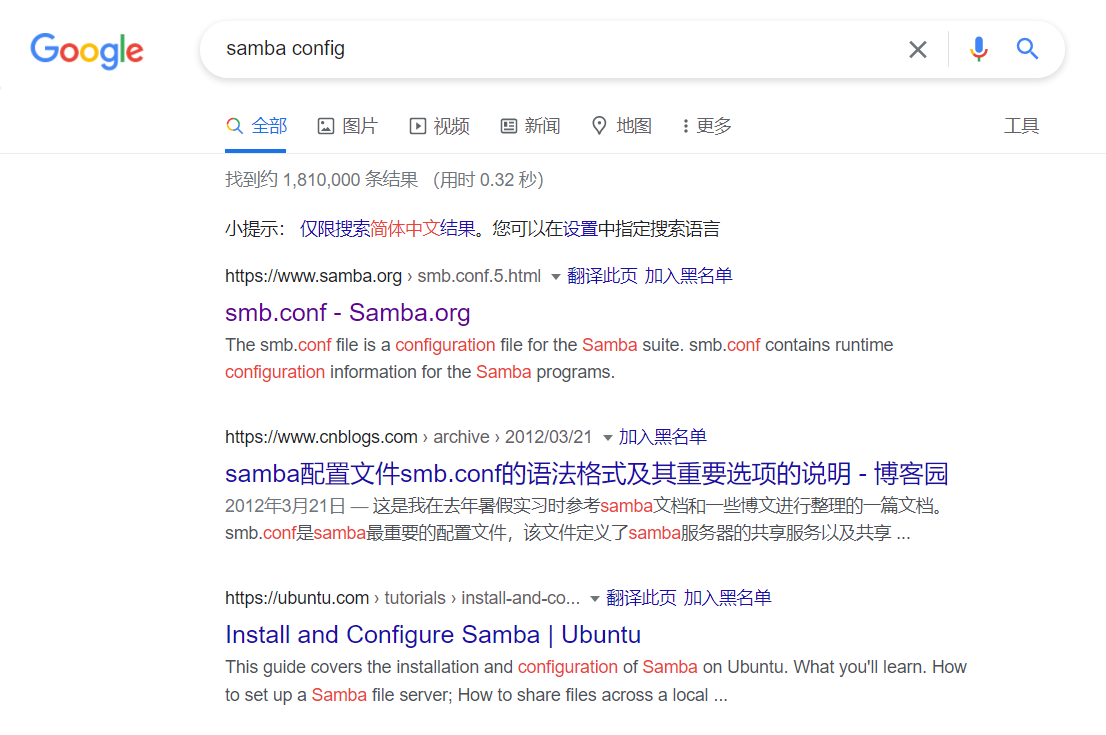 Google
samba config
全部 图片 视频 新闻 地图 更多 工具
找到约 1,810,000 条结果 （用时 0.32 秒）
小提示： 仅限搜索简体中文结果。您可以在设置中指定搜索语言
https://www.samba.org › smb.conf.5.html 翻译此页 加入黑名单
smb.conf - Samba.org
The smb.conf file is a configuration file for the Samba suite. smb.conf contains runtime
configuration information for the Samba programs.
https://www.cnblogs.com › archive › 2012/03/21 加入黑名单
samba配置文件smb.conf的语法格式及其重要选项的说明 - 博客园
2012年3月21日 — 这是我在去年暑假实习时参考samba文档和一些博文进行整理的一篇文档。
smb.conf是samba最重要的配置文件，该文件定义了samba服务器的共享服务以及共享 ...
https://ubuntu.com › tutorials › install-and-co... 翻译此页 加入黑名单
Install and Configure Samba | Ubuntu
This guide covers the installation and configuration of Samba on Ubuntu. What you'll learn. How
to set up a Samba file server; How to share files across a local ...